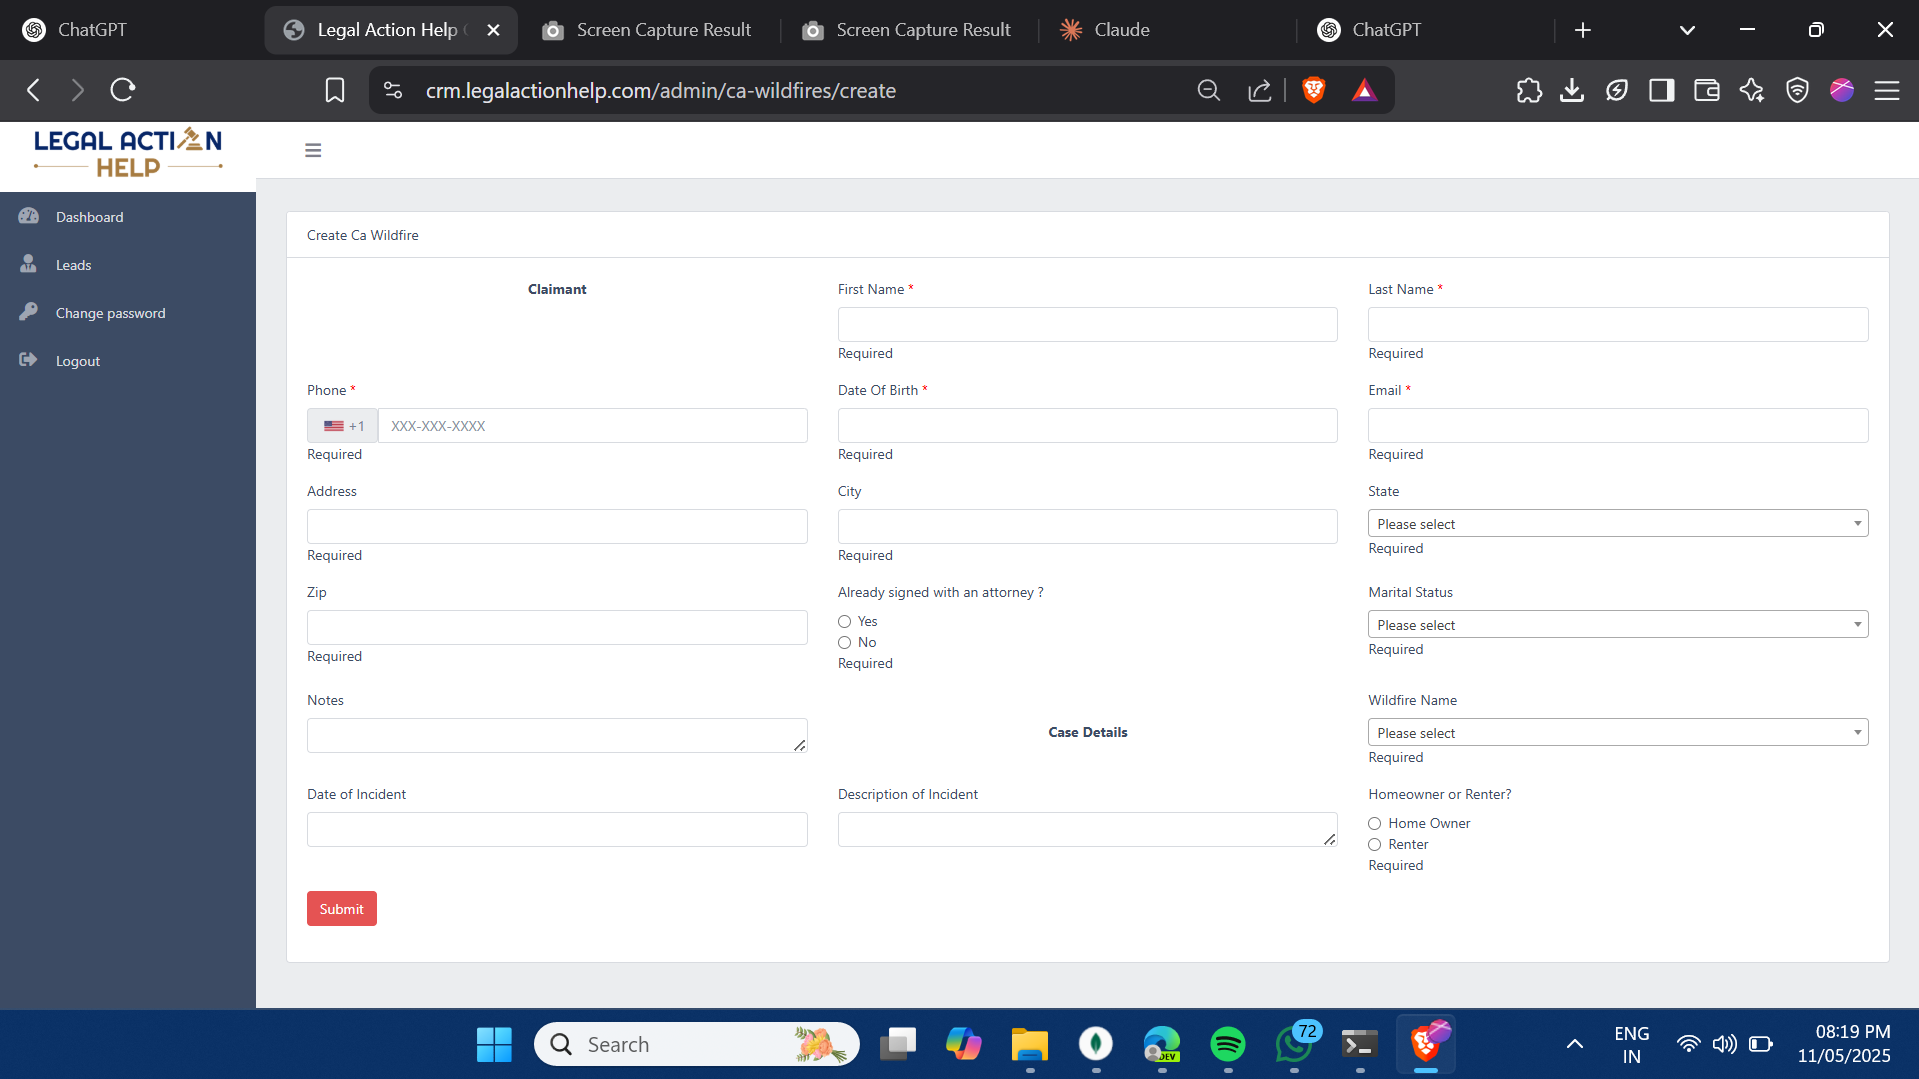 ChatGPT
Legal Action Help
Screen Capture Result
Screen Capture Result
Claude
ChatGPT
crm.legalactionhelp.com/admin/ca-wildfires/create
LEGAL ACTION
HELP
Dashboard
Leads
Change password
Logout
Create Ca Wildfire
Claimant
First Name *
Required
Last Name *
Required
Phone *
+1 XXX-XXX-XXXX
Required
Date Of Birth *
Required
Email *
Required
Address
Required
City
Required
State
Please select
Required
Zip
Required
Already signed with an attorney ?
Yes
No
Required
Marital Status
Please select
Required
Notes
Case Details
Wildfire Name
Please select
Required
Date of Incident
Description of Incident
Homeowner or Renter?
Home Owner
Renter
Required
Submit
Search
DEV
72
ENG
IN
08:19 PM
11/05/2025